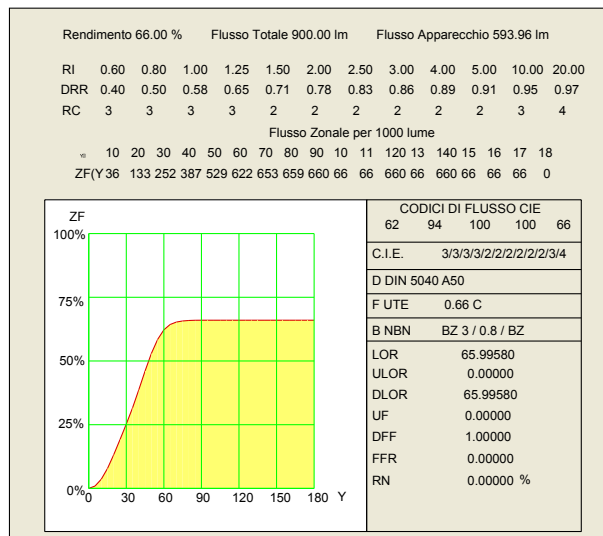 Rendimento 66.00 % Flusso Totale 900.00 lm Flusso Apparecchio 593.96 lm
RI 0.60 0.80 1.00 1.25 1.50 2.00 2.50 3.00 4.00 5.00 10.00 20.00
DRR 0.40 0.50 0.58 0.65 0.71 0.78 0.83 0.86 0.89 0.91 0.95 0.97
RC 3 3 3 3 2 2 2 2 2 2 3 4
Flusso Zonale per 1000 lume
10 20 30 40 50 60 70 80 90 10 11 120 13 140 15 16 17 18
ZF(Y 36 133 252 387 529 622 653 659 660 66 66 660 66 660 66 66 66 0
ZF
100%
75%
50%
25%
0%
0 30 60 90 120 150 180 Y
CODICI DI FLUSSO CIE
62 94 100 100 66
C.I.E. 3/3/3/3/2/2/2/2/2/2/3/4
D DIN 5040 A50
F UTE 0.66 C
B NBN BZ 3 / 0.8 / BZ
LOR 65.99580
ULOR 0.00000
DLOR 65.99580
UF 0.00000
DFF 1.00000
FFR 0.00000
RN 0.00000 %